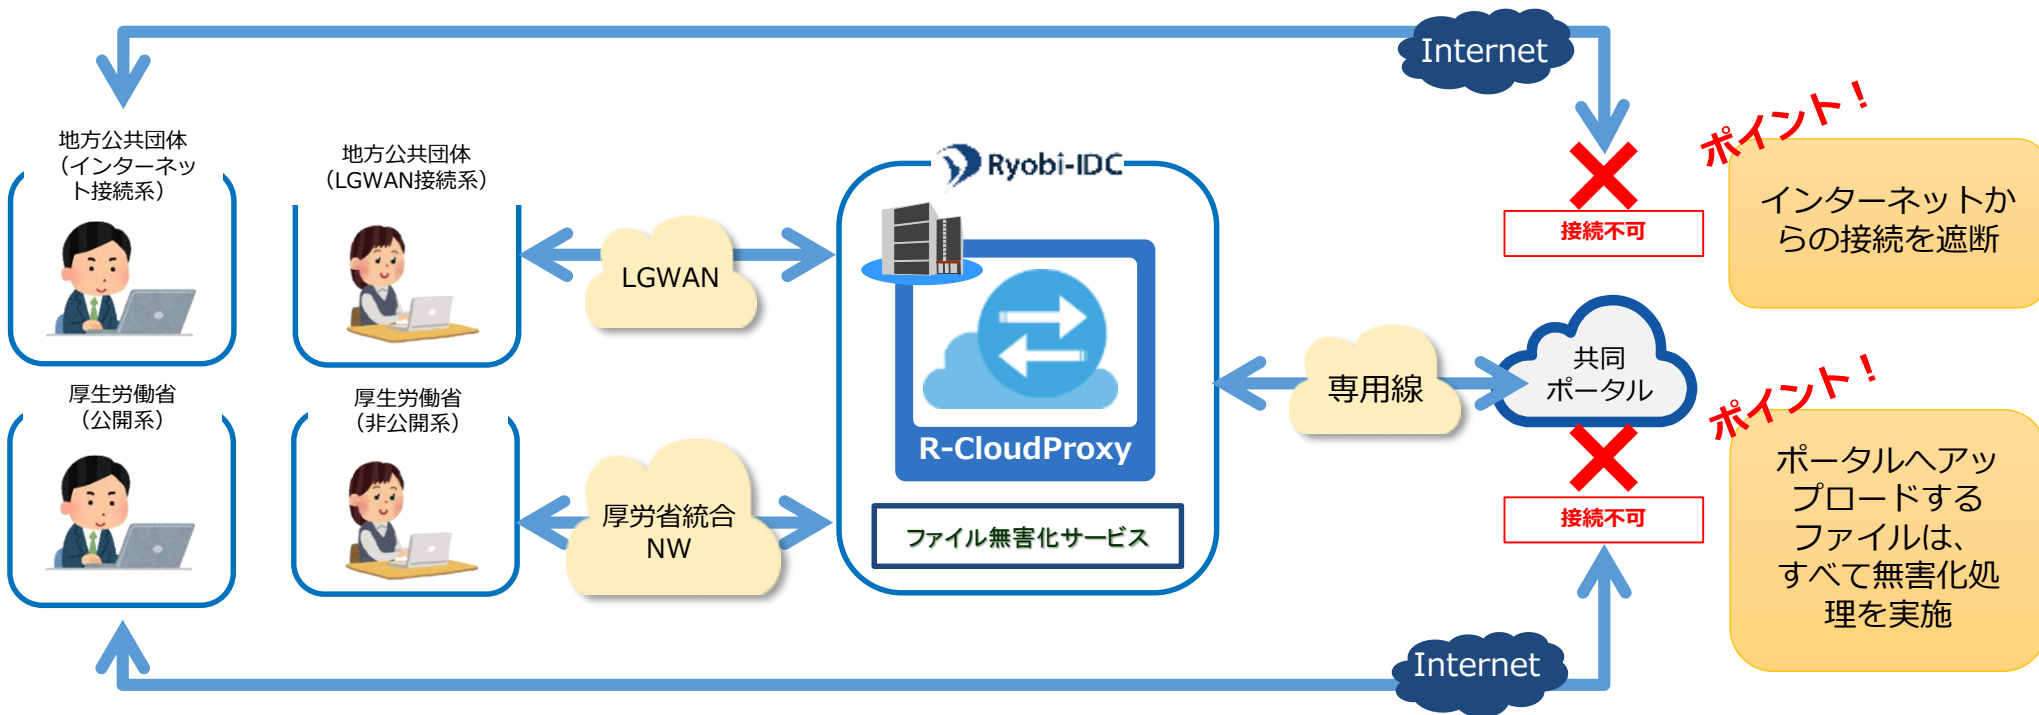 Internet
ポイント！
地方公共団体
（インターネッ
ト接続系）
地方公共団体
（LGWAN接続系）
Ryobi-IDC
インターネットか
らの接続を遮断
接続不可
LGWAN
共同
ポータル
専用線
ポイント！
厚生労働省
（公開系）
厚生労働省
（非公開系）
R-CloudProxy
ポータルへアッ
プロードする
ファイルは、
すべて無害化処
理を実施
厚労省統合
NW
ファイル無害化サービス
接続不可
Internet